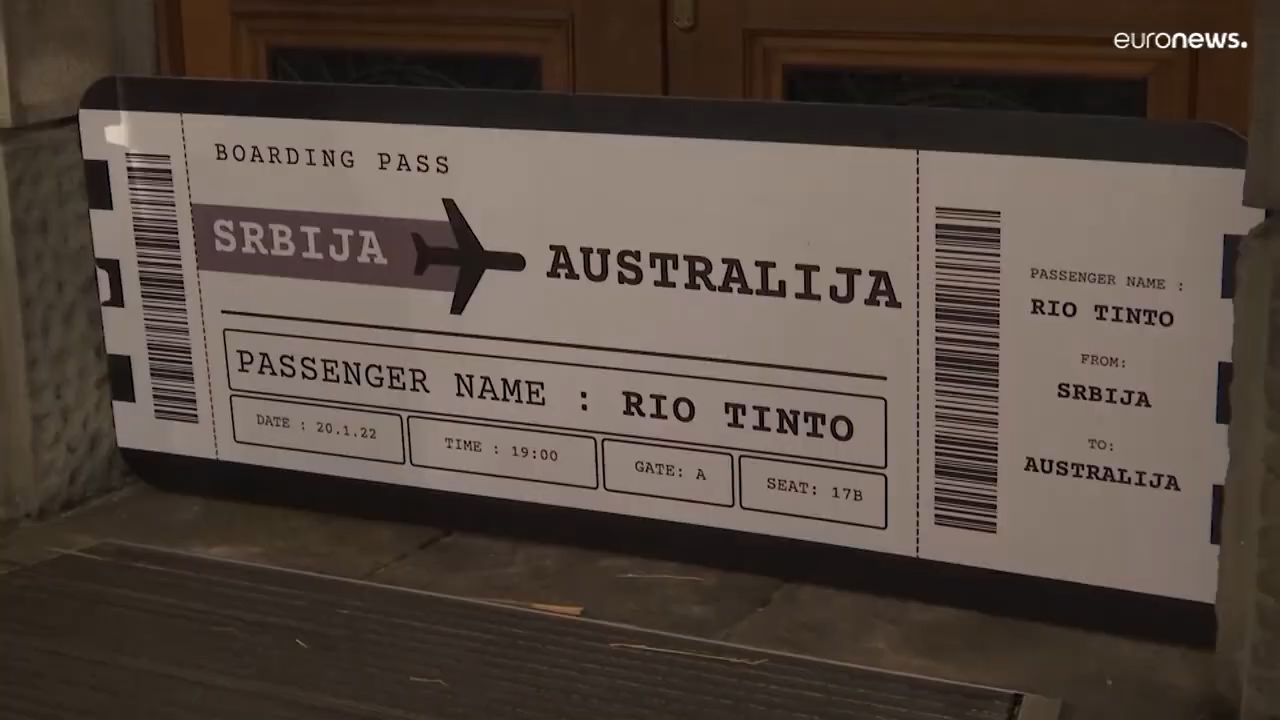 euronews.
BOARDING PASS
SRBIJA AUSTRALIJA
PASSENGER NAME : RIO TINTO
DATE : 20.1.22
TIME : 19:00
GATE: A
SEAT: 17B
PASSENGER NAME :
RIO TINTO
FROM:
SRBIJA
TO:
AUSTRALIJA